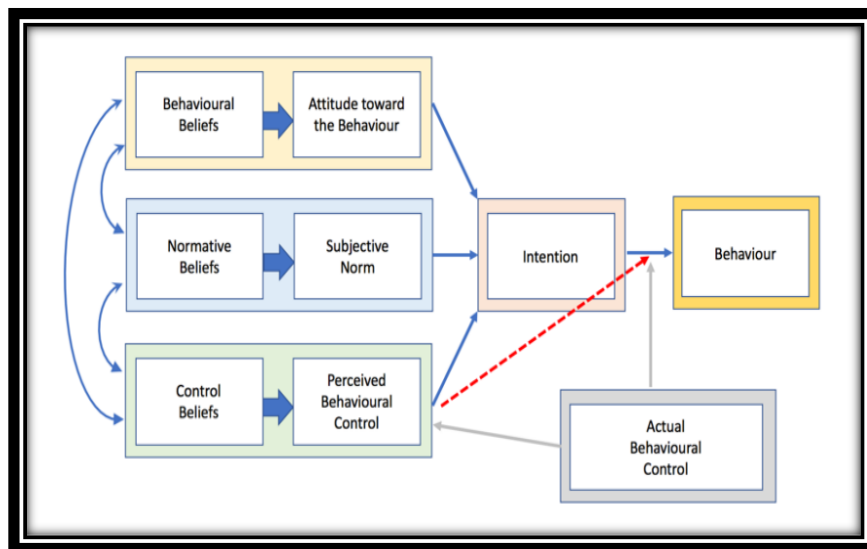 Behavioural
Beliefs
Attitude toward
the Behaviour
Normative
Beliefs
Subjective
Norm
Intention
Behaviour
Control
Beliefs
Perceived
Behavioural
Control
Actual
Behavioural
Control